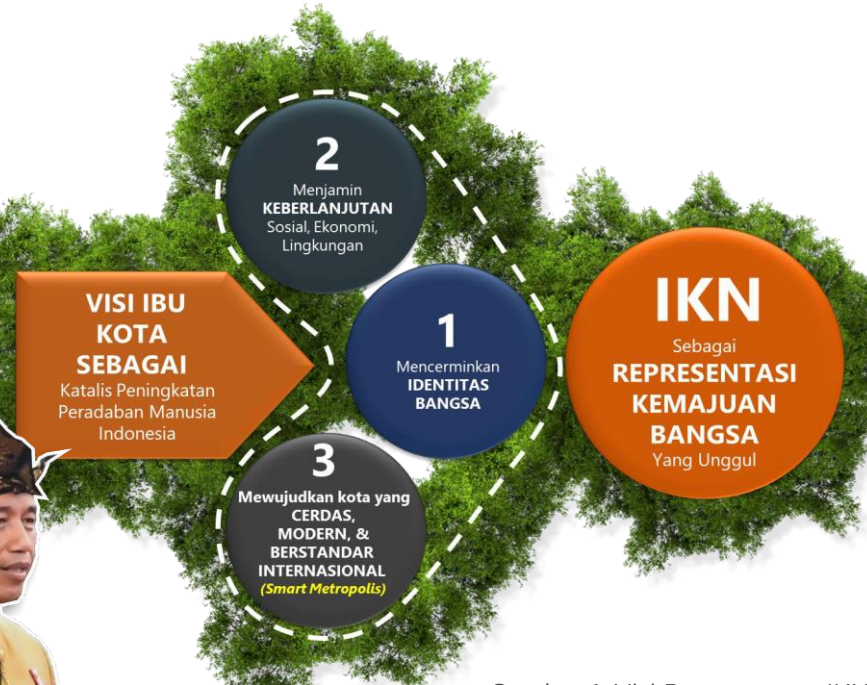 VISI IBU
KOTA
SEBAGAI
Katalis Peningkatan
Peradaban Manusia
Indonesia
2
Menjamin
KEBERLANJUTAN
Sosial, Ekonomi,
Lingkungan
1
Mencerminkan
IDENTITAS
BANGSA
3
Mewujudkan kota yang
CERDAS,
MODERN, &
BERSTANDAR
INTERNASIONAL
(Smart Metropolis)
IKN
Sebagai
REPRESENTASI
KEMAJUAN
BANGSA
Yang Unggul